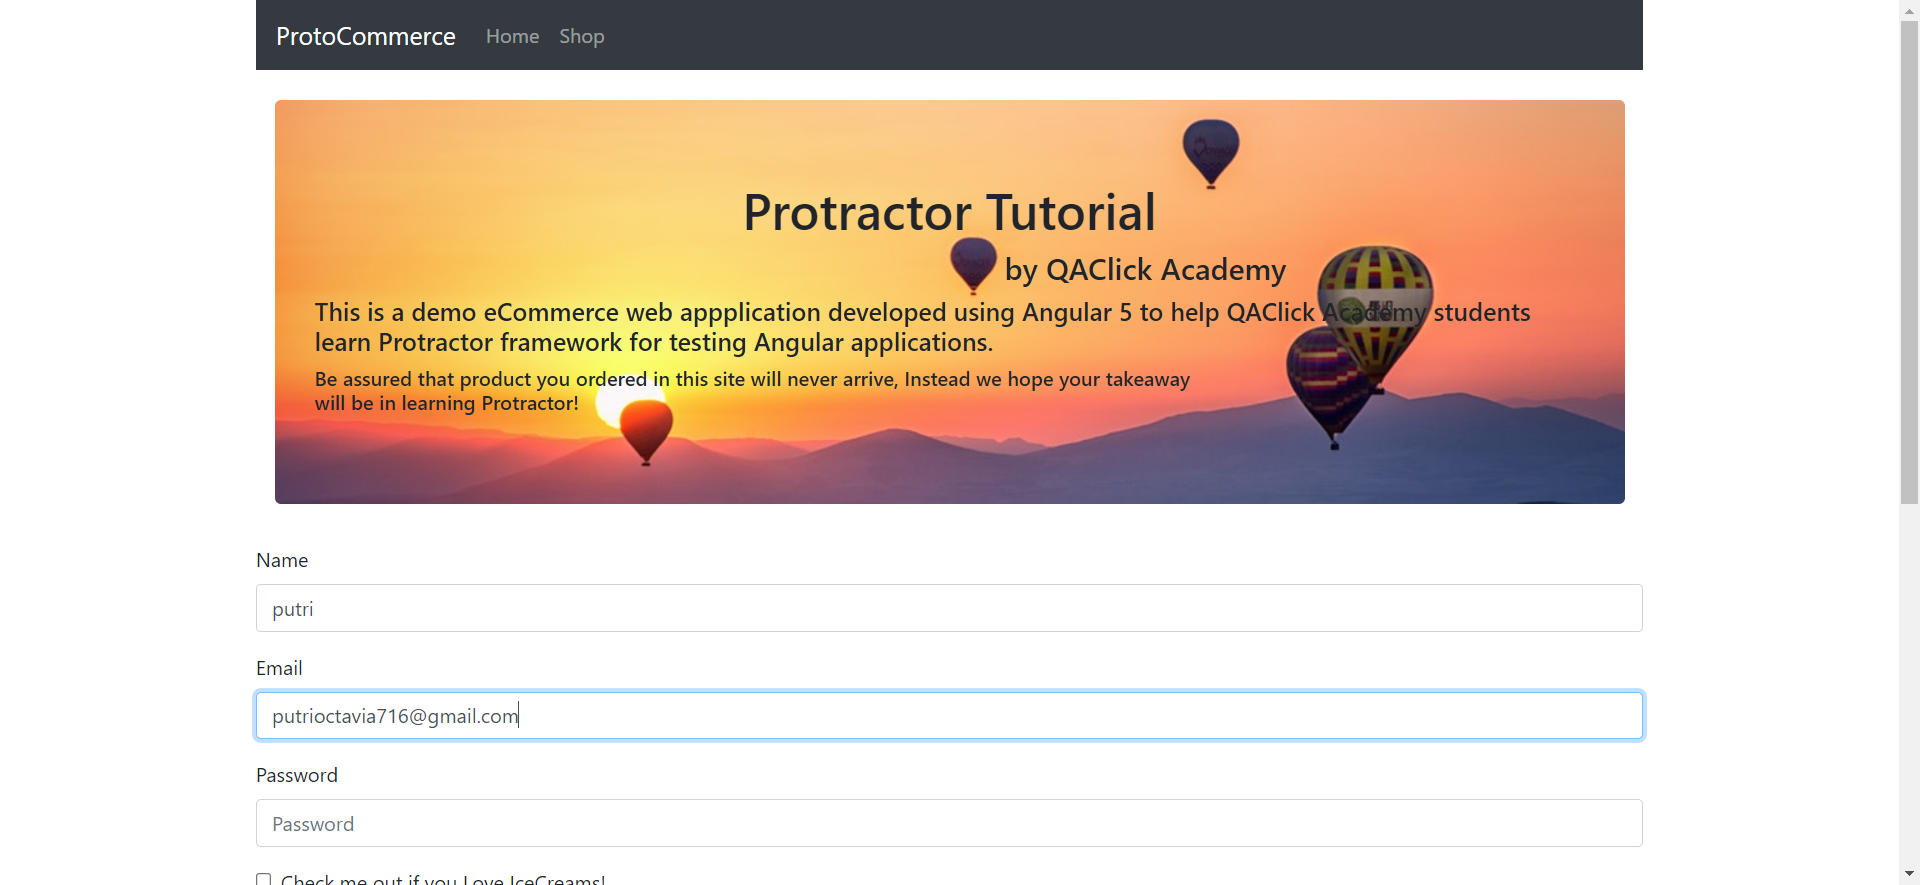 ProtoCommerce Home Shop
Protractor Tutorial
by QAClick Academy
This is a demo eCommerce web appplication developed using Angular 5 to help QAClick Academy students
learn Protractor framework for testing Angular applications.
Be assured that product you ordered in this site will never arrive, Instead we hope your takeaway
will be in learning Protractor!
Name
putri
Email
putrioctavia716@gmail.com
Password
Password
Check me out if you Love IceCreams!